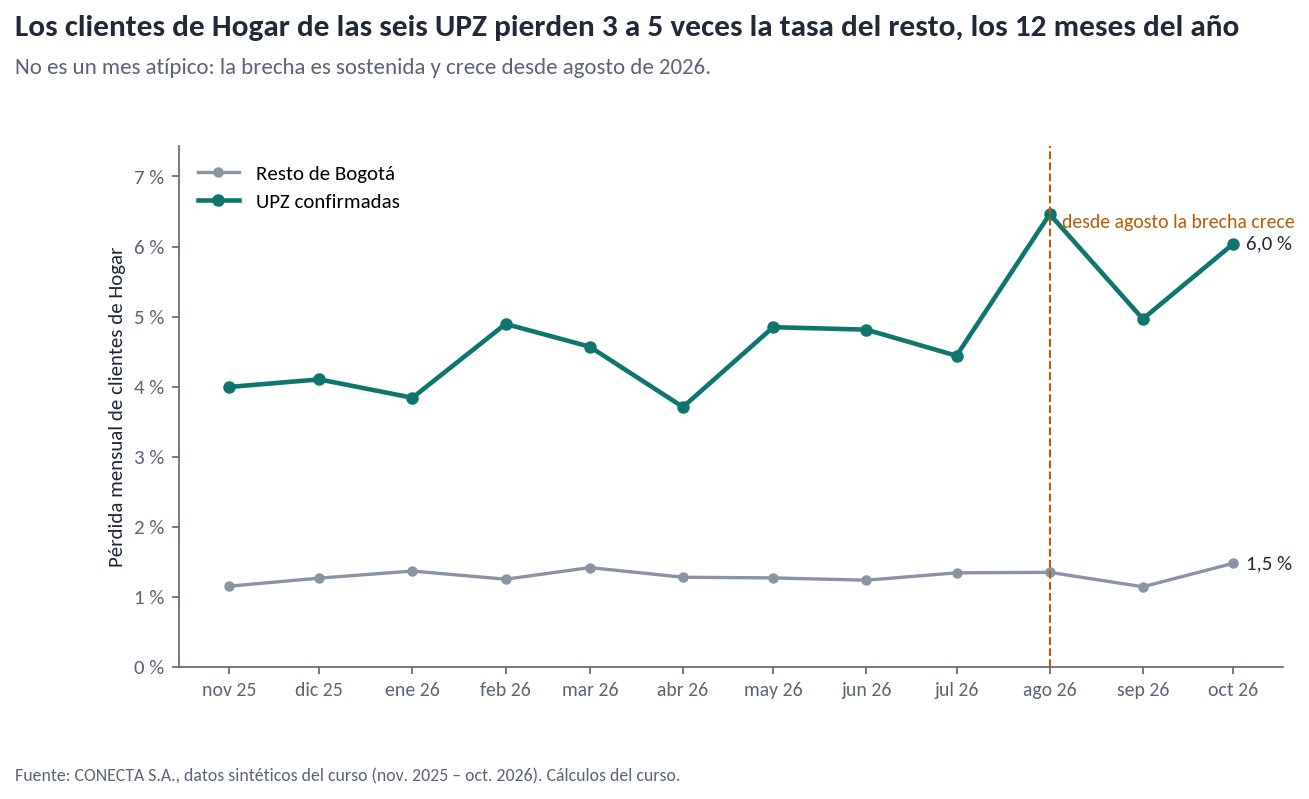 Los clientes de Hogar de las seis UPZ pierden 3 a 5 veces la tasa del resto, los 12 meses del año
No es un mes atípico: la brecha es sostenida y crece desde agosto de 2026.
Resto de Bogotá
UPZ confirmadas
desde agosto la brecha crece
6,0 %
1,5 %
Pérdida mensual de clientes de Hogar
7 %
6 %
5 %
4 %
3 %
2 %
1 %
0 %
nov 25 dic 25 ene 26 feb 26 mar 26 abr 26 may 26 jun 26 jul 26 ago 26 sep 26 oct 26
Fuente: CONECTA S.A., datos sintéticos del curso (nov. 2025 – oct. 2026). Cálculos del curso.